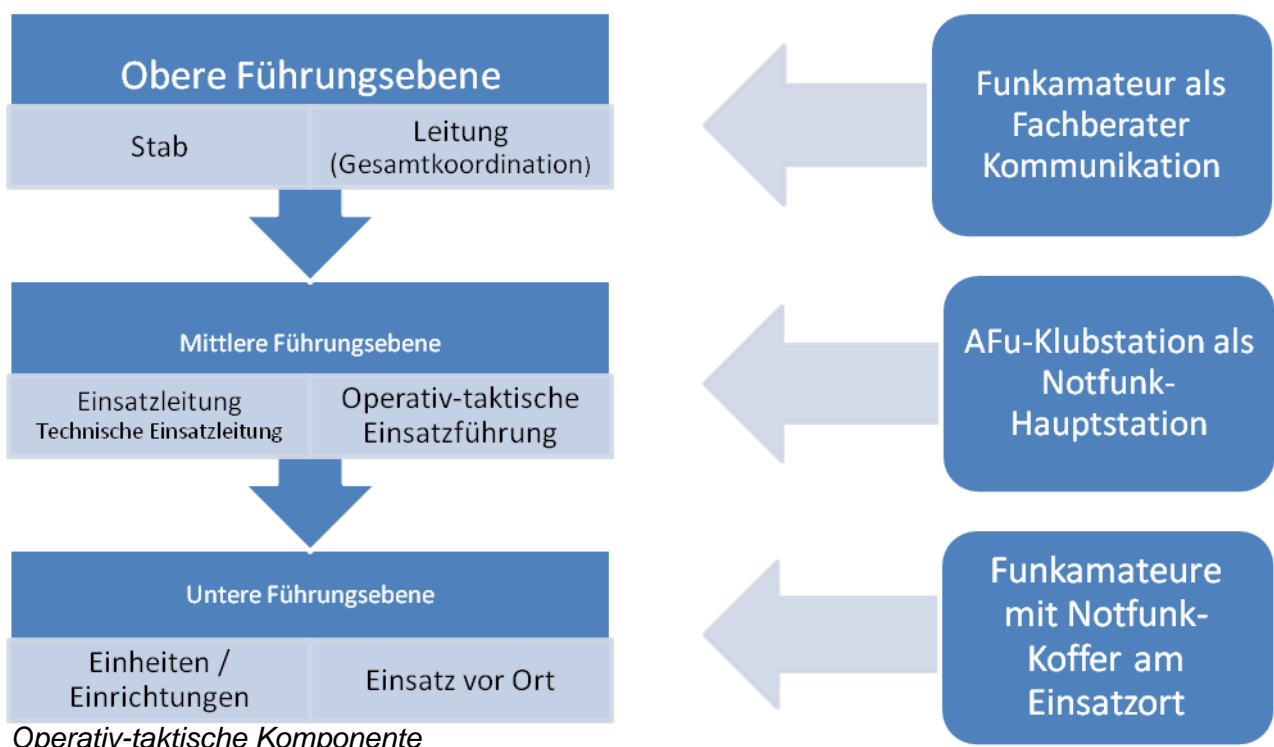 Obere Führungsebene
Stab
Leitung
(Gesamtkoordination)
Funkamateur als
Fachberater
Kommunikation
Mittlere Führungsebene
Einsatzleitung
Technische Einsatzleitung
Operativ-taktische
Einsatzführung
AFu-Klubstation als
Notfunk-
Hauptstation
Untere Führungsebene
Einheiten /
Einrichtungen
Einsatz vor Ort
Funkamateure
mit Notfunk-
Koffer am
Einsatzort
Operativ-taktische Komponente